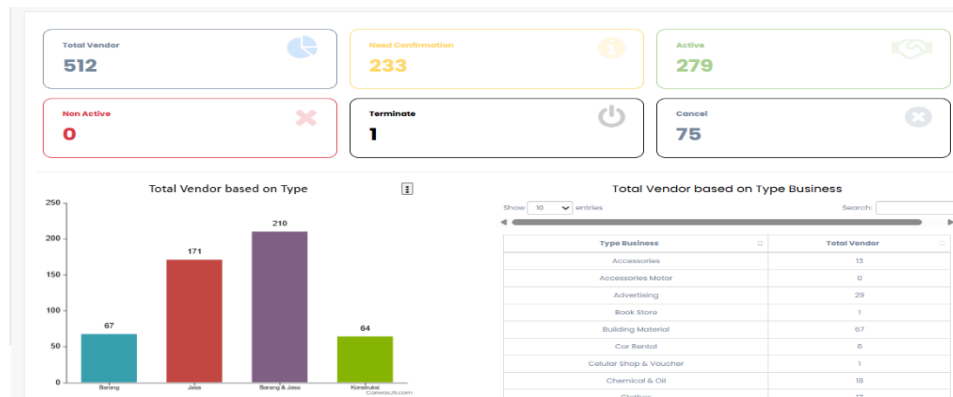 Total Vendor
512
Need Confirmation
233
Active
279
Non Active
0
Terminate
1
Cancel
75
Total Vendor based on Type
250
200
150
100
50
0
67
171
210
64
Barang
Jasa
Barang & Jasa
Konstruksi
CanvasJS.com
Total Vendor based on Type Business
Show 10 entries
Search:
Type Business Total Vendor
Accessories 13
Accessories Motor 0
Advertising 29
Book Store 1
Building Material 67
Car Rental 6
Celular Shop & Voucher 1
Chemical & Oil 18
Clothes 17